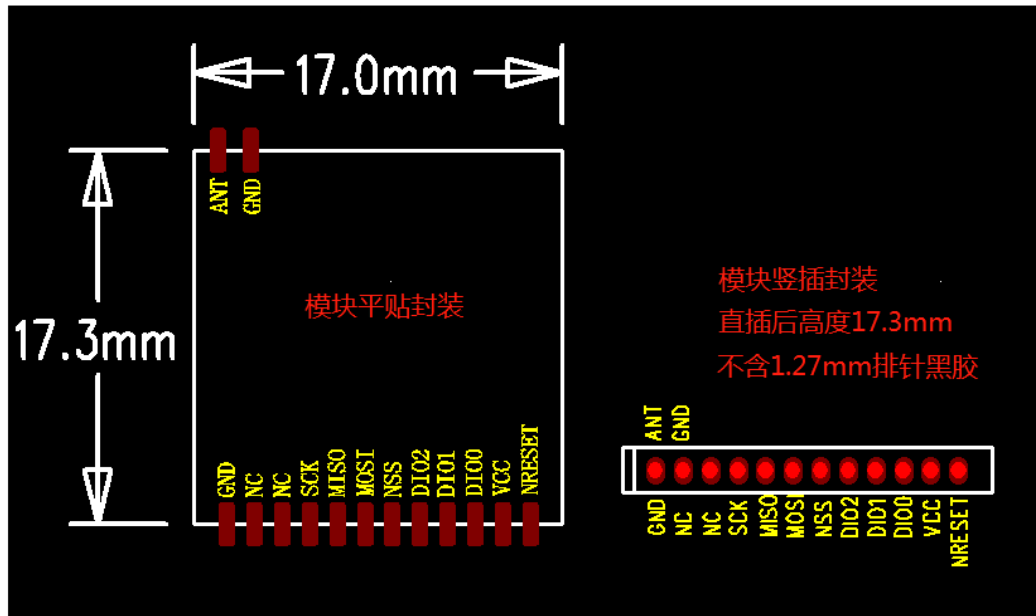 17.0mm
ANT
GND
17.3mm
模块平贴封装
GND
NC
NC
SCK
MISO
MOSI
NSS
DIO2
DIO1
DIO0
VCC
NRESET
模块竖插封装
直插后高度17.3mm
不含1.27mm排针黑胶
ANT
GND
GND
NC
NC
SCK
MISO
MOSI
NSS
DIO2
DIO1
DIO0
VCC
NRESET